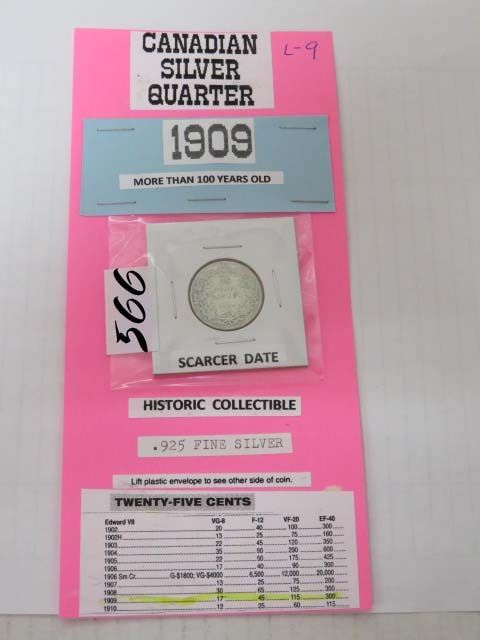 CANADIAN
SILVER
QUARTER
L-9
1909
MORE THAN 100 YEARS OLD
566
SCARCER DATE
HISTORIC COLLECTIBLE
.925 FINE SILVER
Lift plastic envelope to see other side of coin.
TWENTY-FIVE CENTS
Edward VII VG-8 F-12 VF-20 EF-40
1902 20 40 100 300
1902H 13 25 75 160
1903 22 45 120 350
1904 35 90 290 600
1905 22 50 175 425
1906 17 40 90 300
1906 Sm Cr. G-$1800; VG-$4000 6,500 12,000 20,000
1907 13 25 75 200
1908 30 65 125 300
1909 17 45 115 300
1910 12 25 60 115